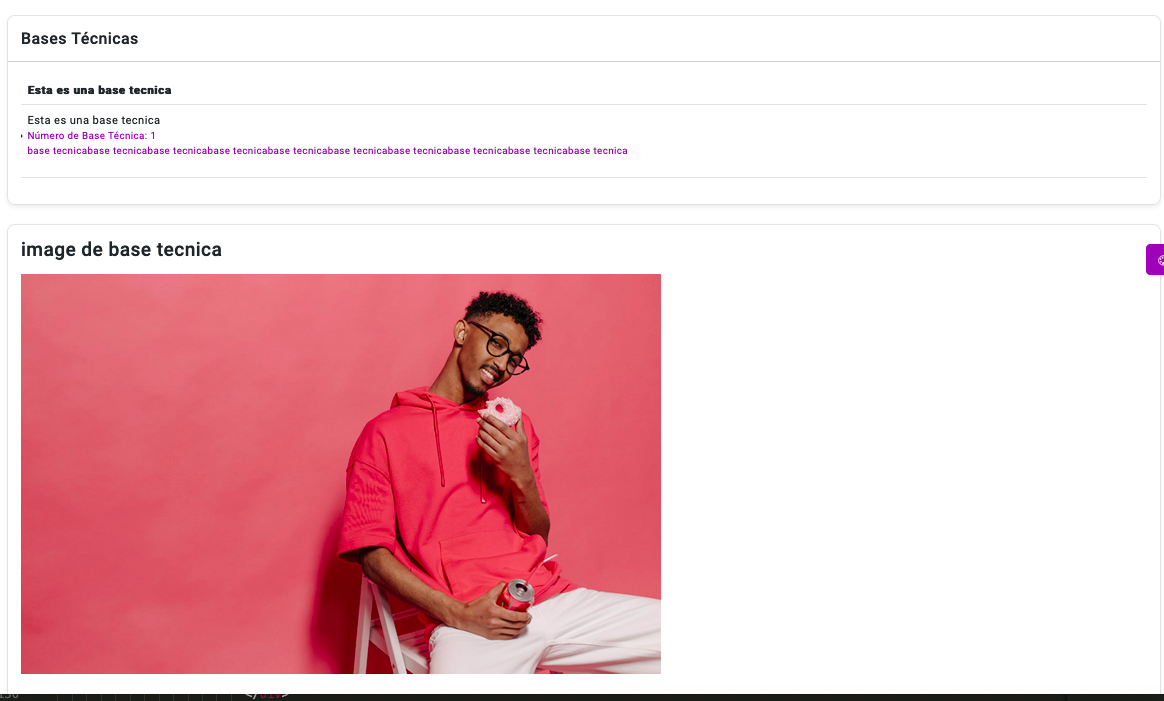 Bases Técnicas
Esta es una base tecnica
Esta es una base tecnica
Número de Base Técnica: 1
base tecnicabase tecnicabase tecnicabase tecnicabase tecnicabase tecnicabase tecnicabase tecnicabase tecnicabase tecnica
image de base tecnica